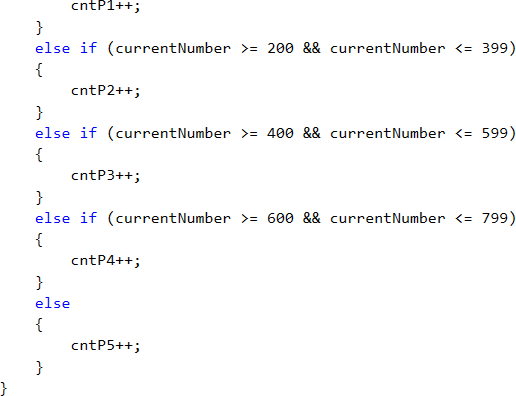 cntP1++;
}
else if (currentNumber >= 200 && currentNumber <= 399)
{
cntP2++;
}
else if (currentNumber >= 400 && currentNumber <= 599)
{
cntP3++;
}
else if (currentNumber >= 600 && currentNumber <= 799)
{
cntP4++;
}
else
{
cntP5++;
}
}